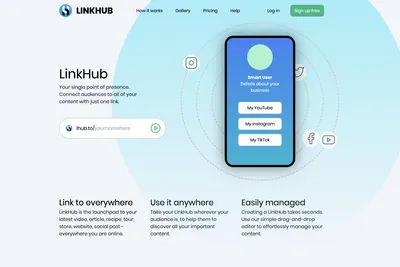 LINKHUB
How it works
Gallery
Pricing
Help
Log in
Sign up free
LinkHub
Your single point of presence.
Connect audiences to all of your
content with just one link.
lhub.to/yournamehere
Smart User
Details about your
business
My YouTube
My Instagram
My TikTok
Link to everywhere
LinkHub is the launchpad to your
latest video, article, recipe, tour,
store, website, social post -
everywhere you are online.
Use it anywhere
Take your LinkHub wherever your
audience is, to help them to
discover all your important
content.
Easily managed
Creating a LinkHub takes seconds.
Use our simple drag-and-drop
editor to effortlessly manage your
content.